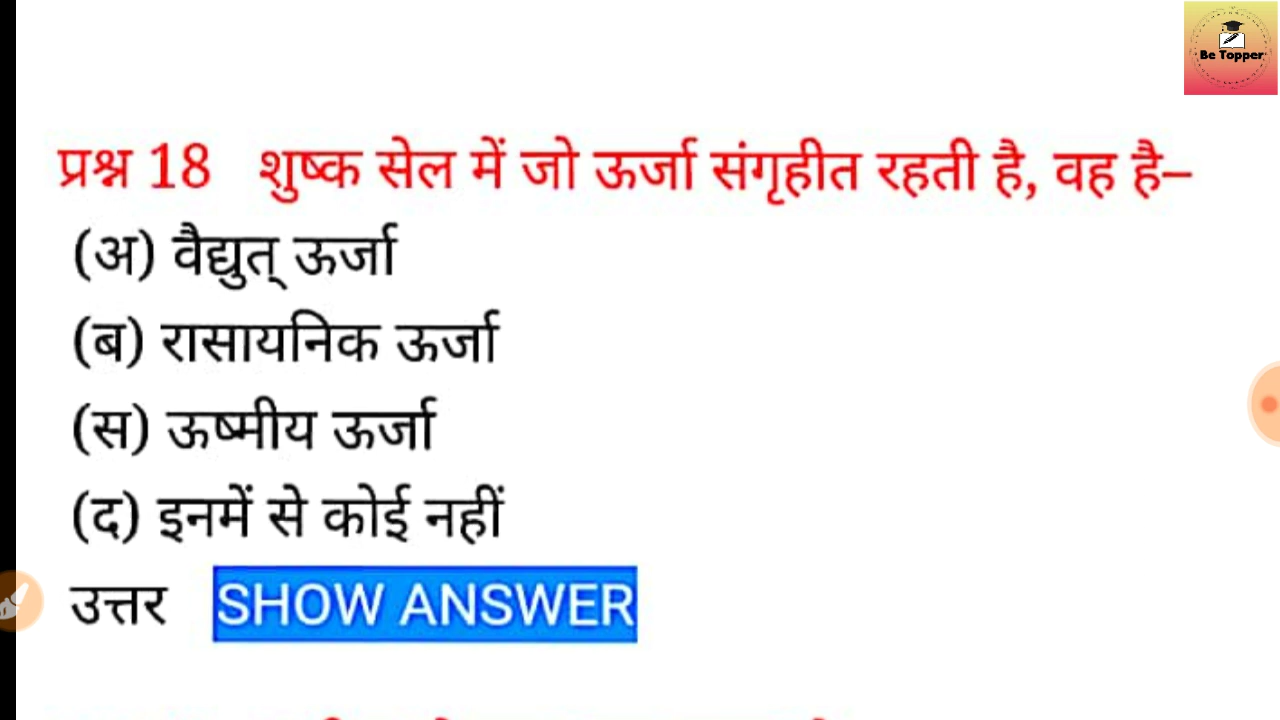 Be Topper
प्रश्न 18 शुष्क सेल में जो ऊर्जा संगृहीत रहती है, वह है–
(अ) वैद्युत् ऊर्जा
(ब) रासायनिक ऊर्जा
(स) ऊष्मीय ऊर्जा
(द) इनमें से कोई नहीं
उत्तर SHOW ANSWER